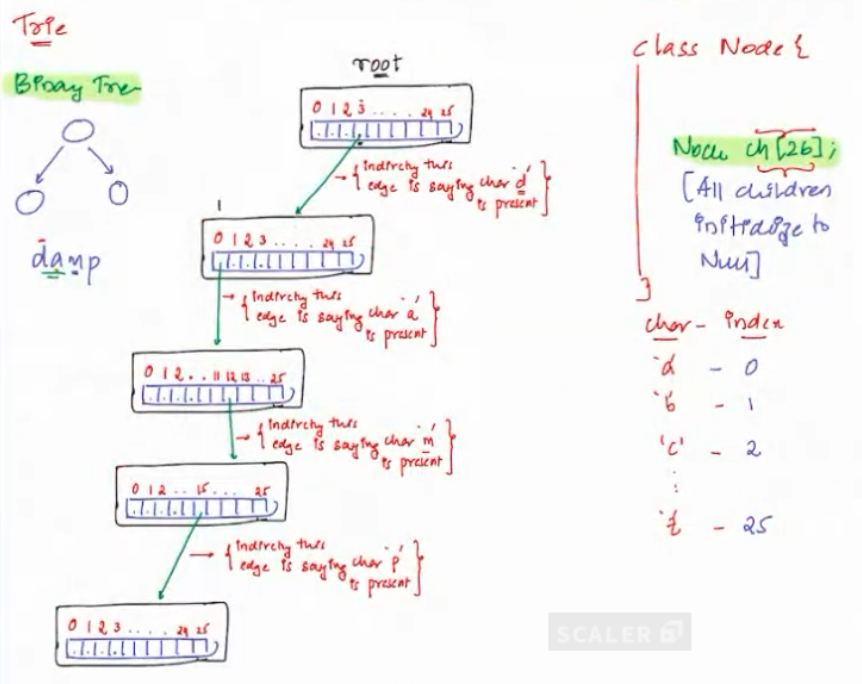 Trie
Binary Tree
damp
root
0 1 2 3 . . . . 24 25
{ indirectly this
edge is saying char 'd'
is present }
1
0 1 2 3 . . . . 24 25
{ indirectly this
edge is saying char 'a'
is present }
0 1 2 . . 11 12 13 . . 25
{ indirectly this
edge is saying char 'm'
is present }
0 1 2 . . 15 . . . 25
{ indirectly this
edge is saying char 'p'
is present }
0 1 2 3 . . . . 24 25
class Node {
Node ch[26];
[All children
initialize to
Null]
}
char - index
'a' - 0
'b' - 1
'c' - 2
:
'z' - 25
SCALER